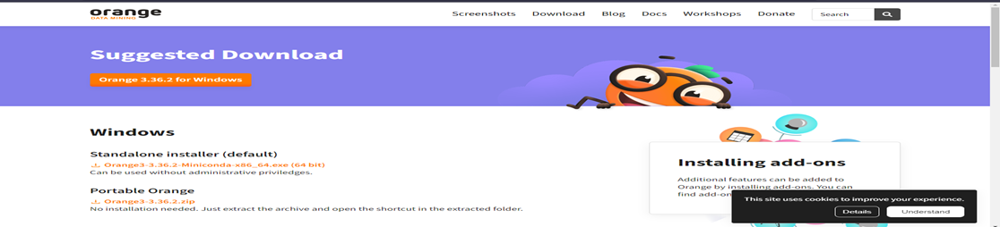 orange
DATA MINING
Screenshots Download Blog Docs Workshops Donate Search
Suggested Download
Orange 3.36.2 for Windows
Windows
Standalone installer (default)
Orange3-3.36.2-Miniconda-x86_64.exe (64 bit)
Can be used without administrative priviledges.
Portable Orange
Orange3-3.36.2.zip
No installation needed. Just extract the archive and open the shortcut in the extracted folder.
Installing add-ons
Additional features can be added to
Orange by installing add-ons. You can
find add-on
This site uses cookies to improve your experience.
Details Understand